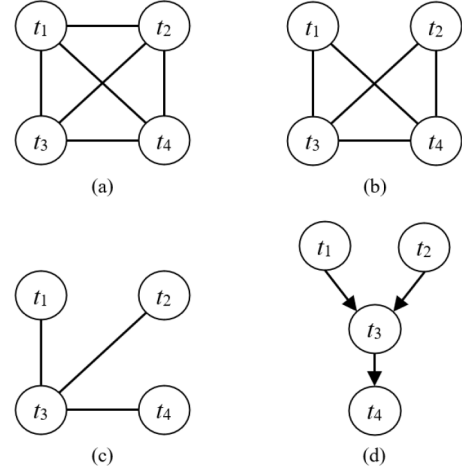 t₁ t₂ t₁ t₂
t₃ t₄ t₃ t₄
(a) (b)
t₁ t₂
t₁ t₂
t₃
t₃ t₄ t₄
(c) (d)